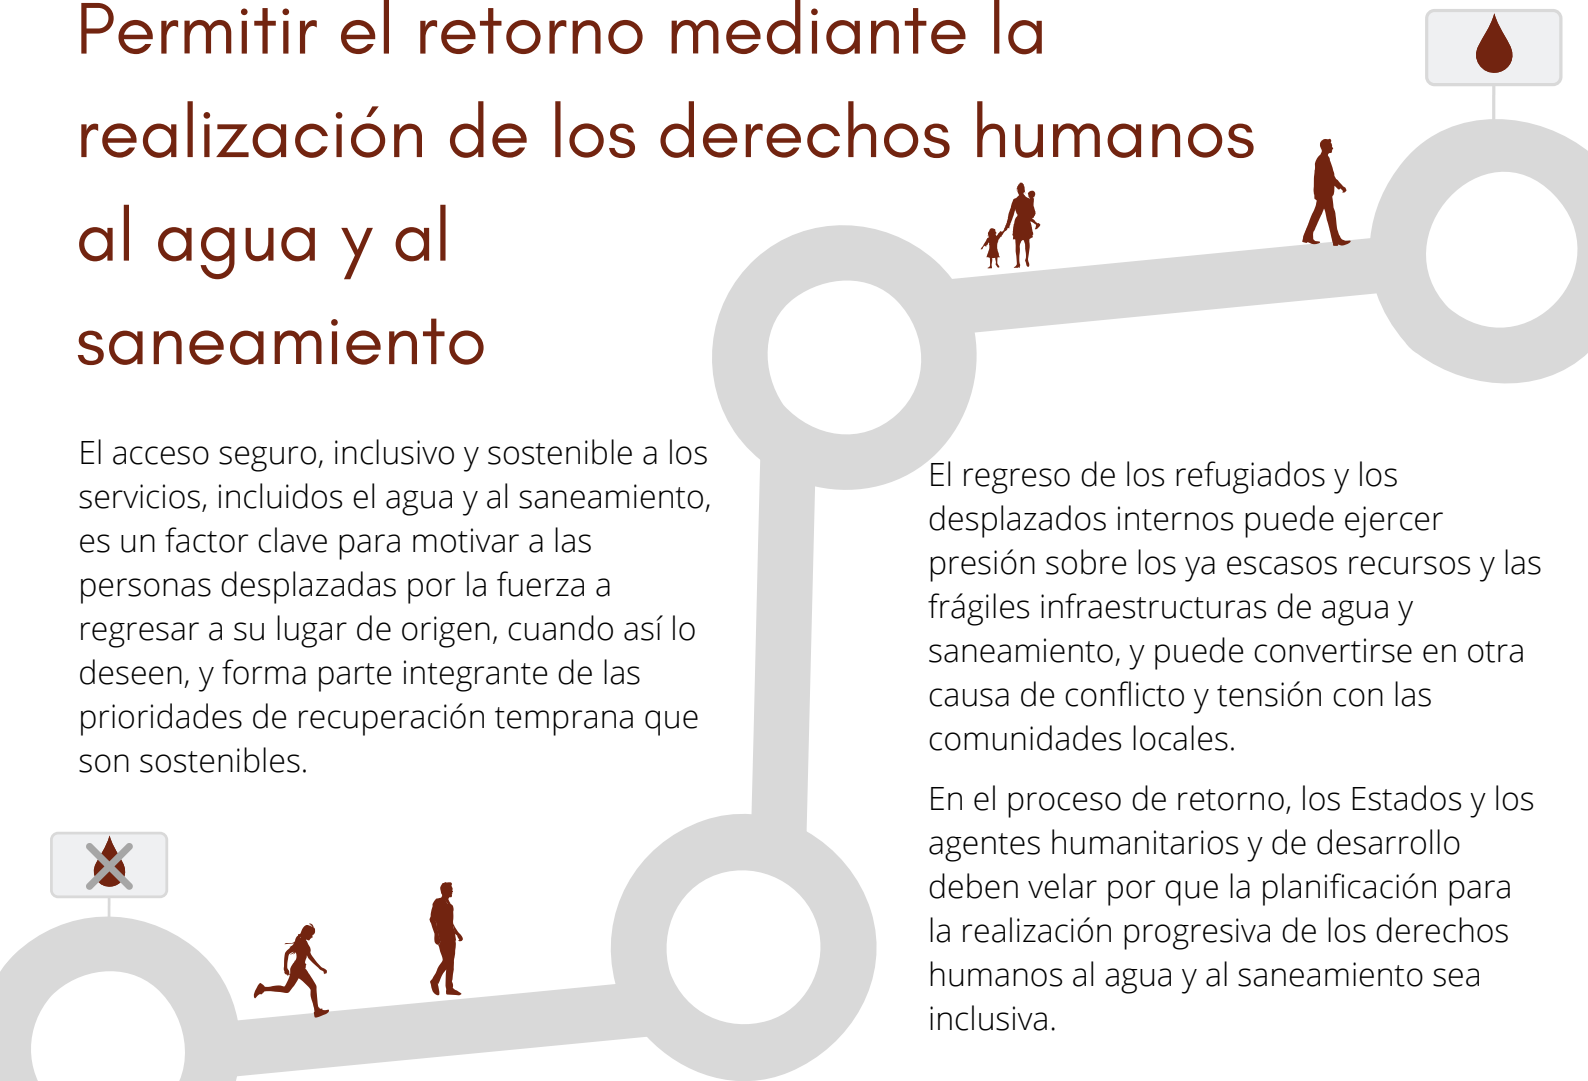 Permitir el retorno mediante la
realización de los derechos humanos
al agua y al
saneamiento
El acceso seguro, inclusivo y sostenible a los
servicios, incluidos el agua y al saneamiento,
es un factor clave para motivar a las
personas desplazadas por la fuerza a
regresar a su lugar de origen, cuando así lo
deseen, y forma parte integrante de las
prioridades de recuperación temprana que
son sostenibles.
El regreso de los refugiados y los
desplazados internos puede ejercer
presión sobre los ya escasos recursos y las
frágiles infraestructuras de agua y
saneamiento, y puede convertirse en otra
causa de conflicto y tensión con las
comunidades locales.
En el proceso de retorno, los Estados y los
agentes humanitarios y de desarrollo
deben velar por que la planificación para
la realización progresiva de los derechos
humanos al agua y al saneamiento sea
inclusiva.